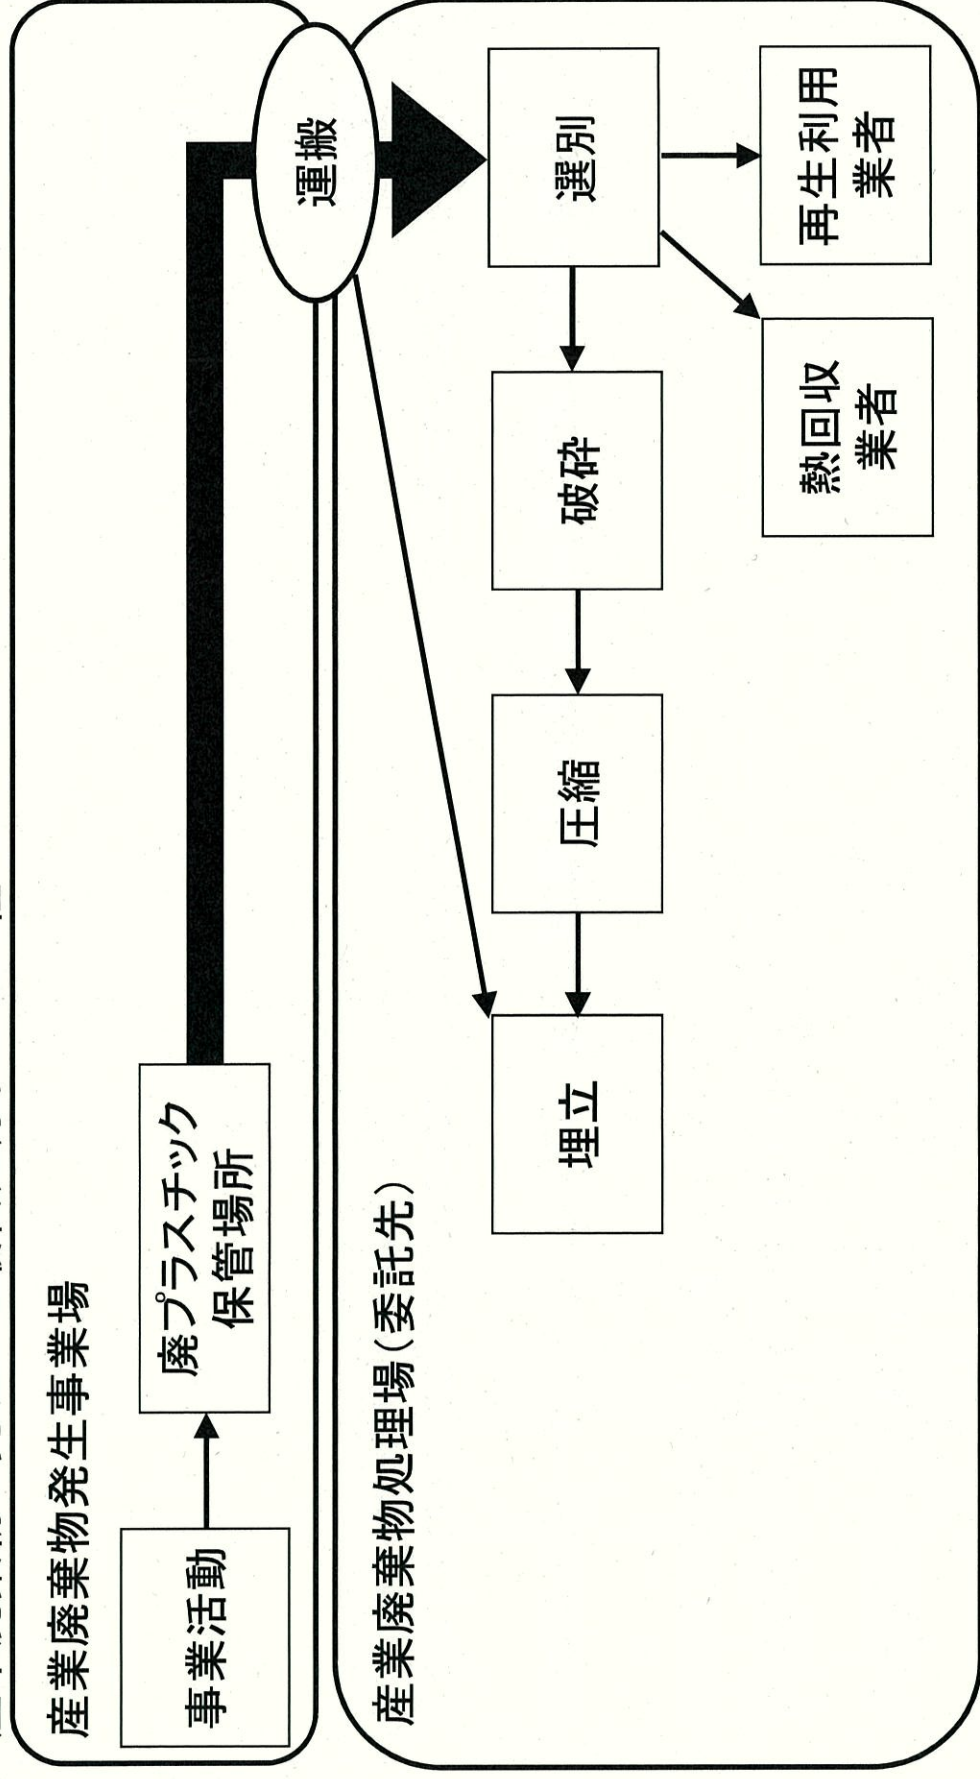 産業廃棄物発生事業場
事業活動
廃プラスチック
保管場所
運搬
産業廃棄物処理場（委託先）
埋立
圧縮
破砕
選別
熱回収
業者
再生利用
業者